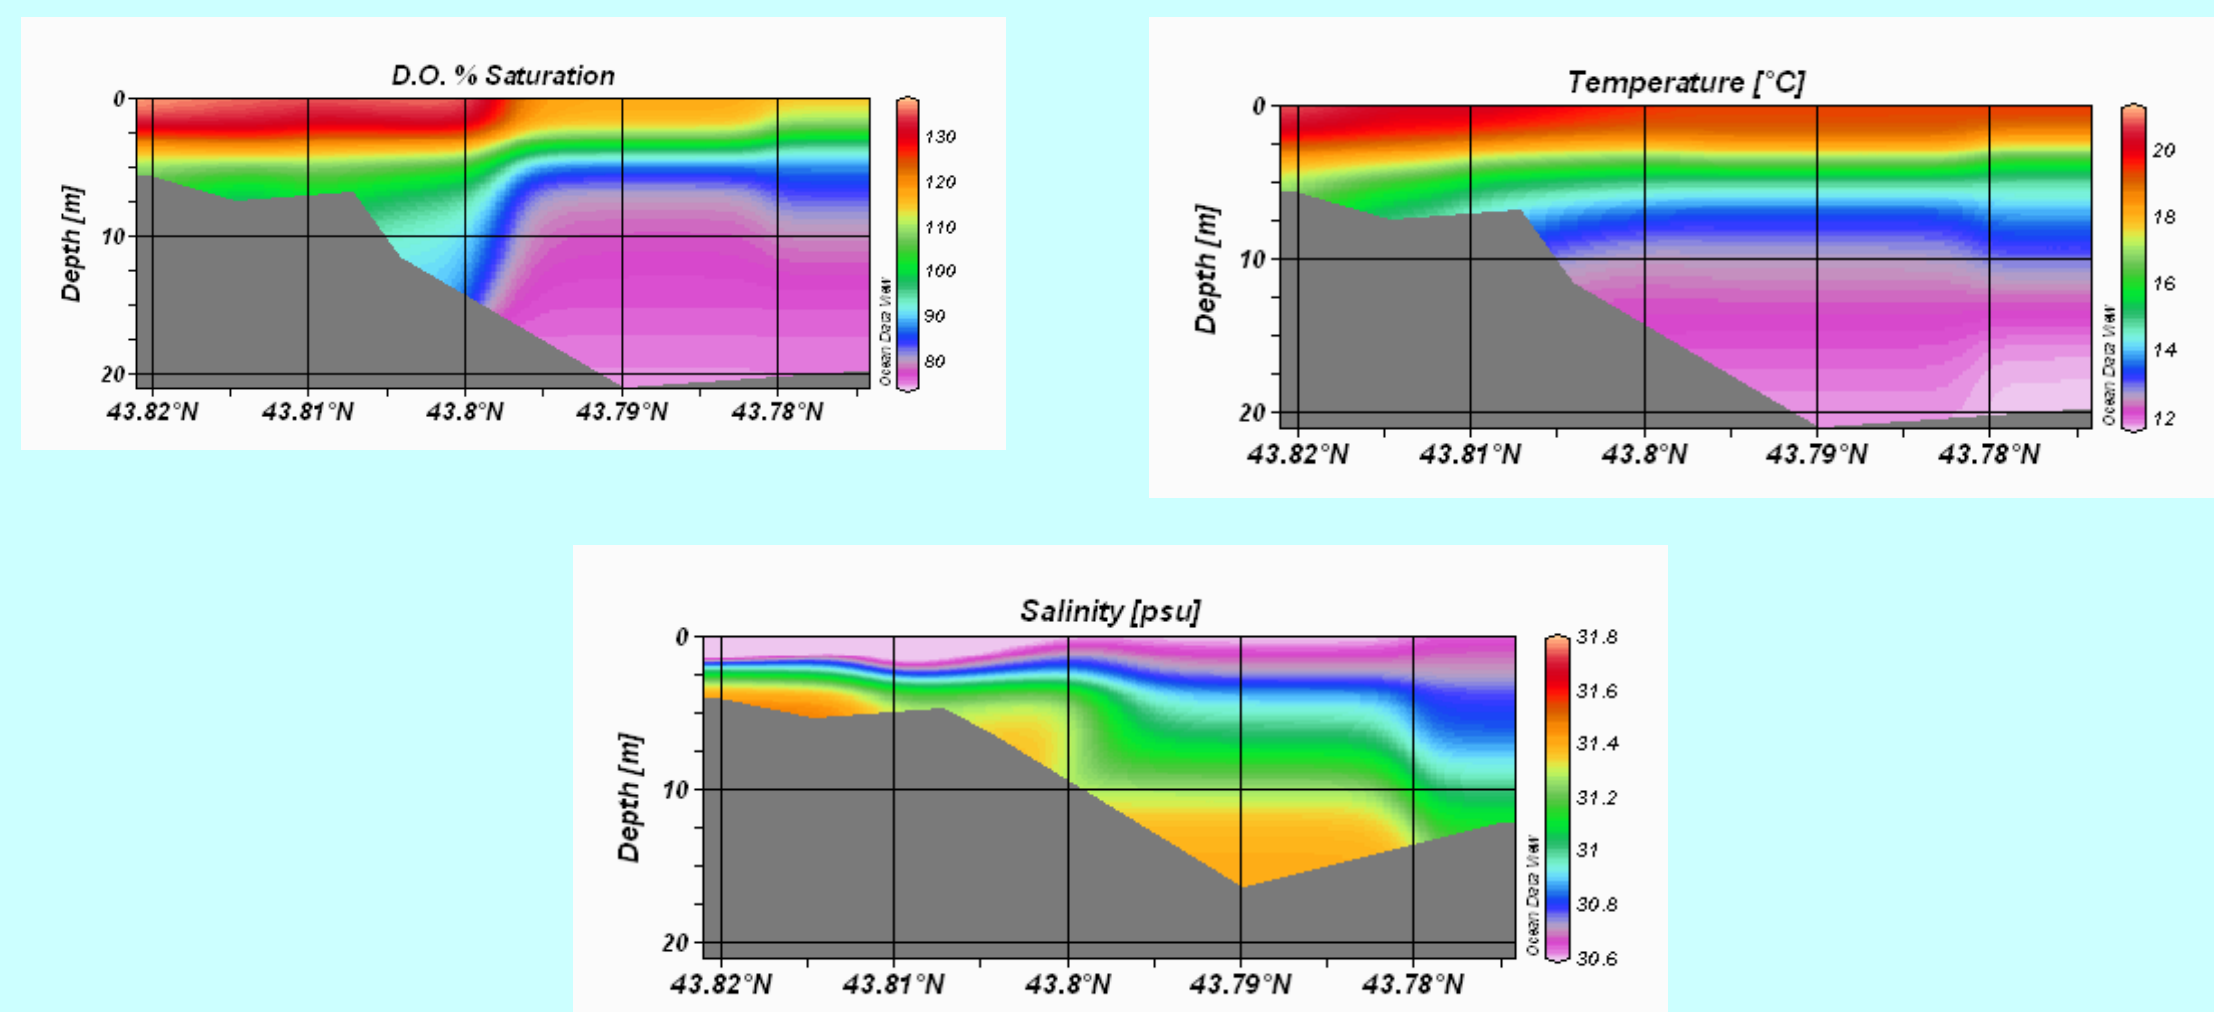 D.O. % Saturation
0
10
20
Depth [m]
43.82°N 43.81°N 43.8°N 43.79°N 43.78°N
130
120
110
100
90
80
Ocean Data View
Temperature [°C]
0
10
20
Depth [m]
43.82°N 43.81°N 43.8°N 43.79°N 43.78°N
20
18
16
14
12
Ocean Data View
Salinity [psu]
0
10
20
Depth [m]
43.82°N 43.81°N 43.8°N 43.79°N 43.78°N
31.8
31.6
31.4
31.2
31
30.8
30.6
Ocean Data View